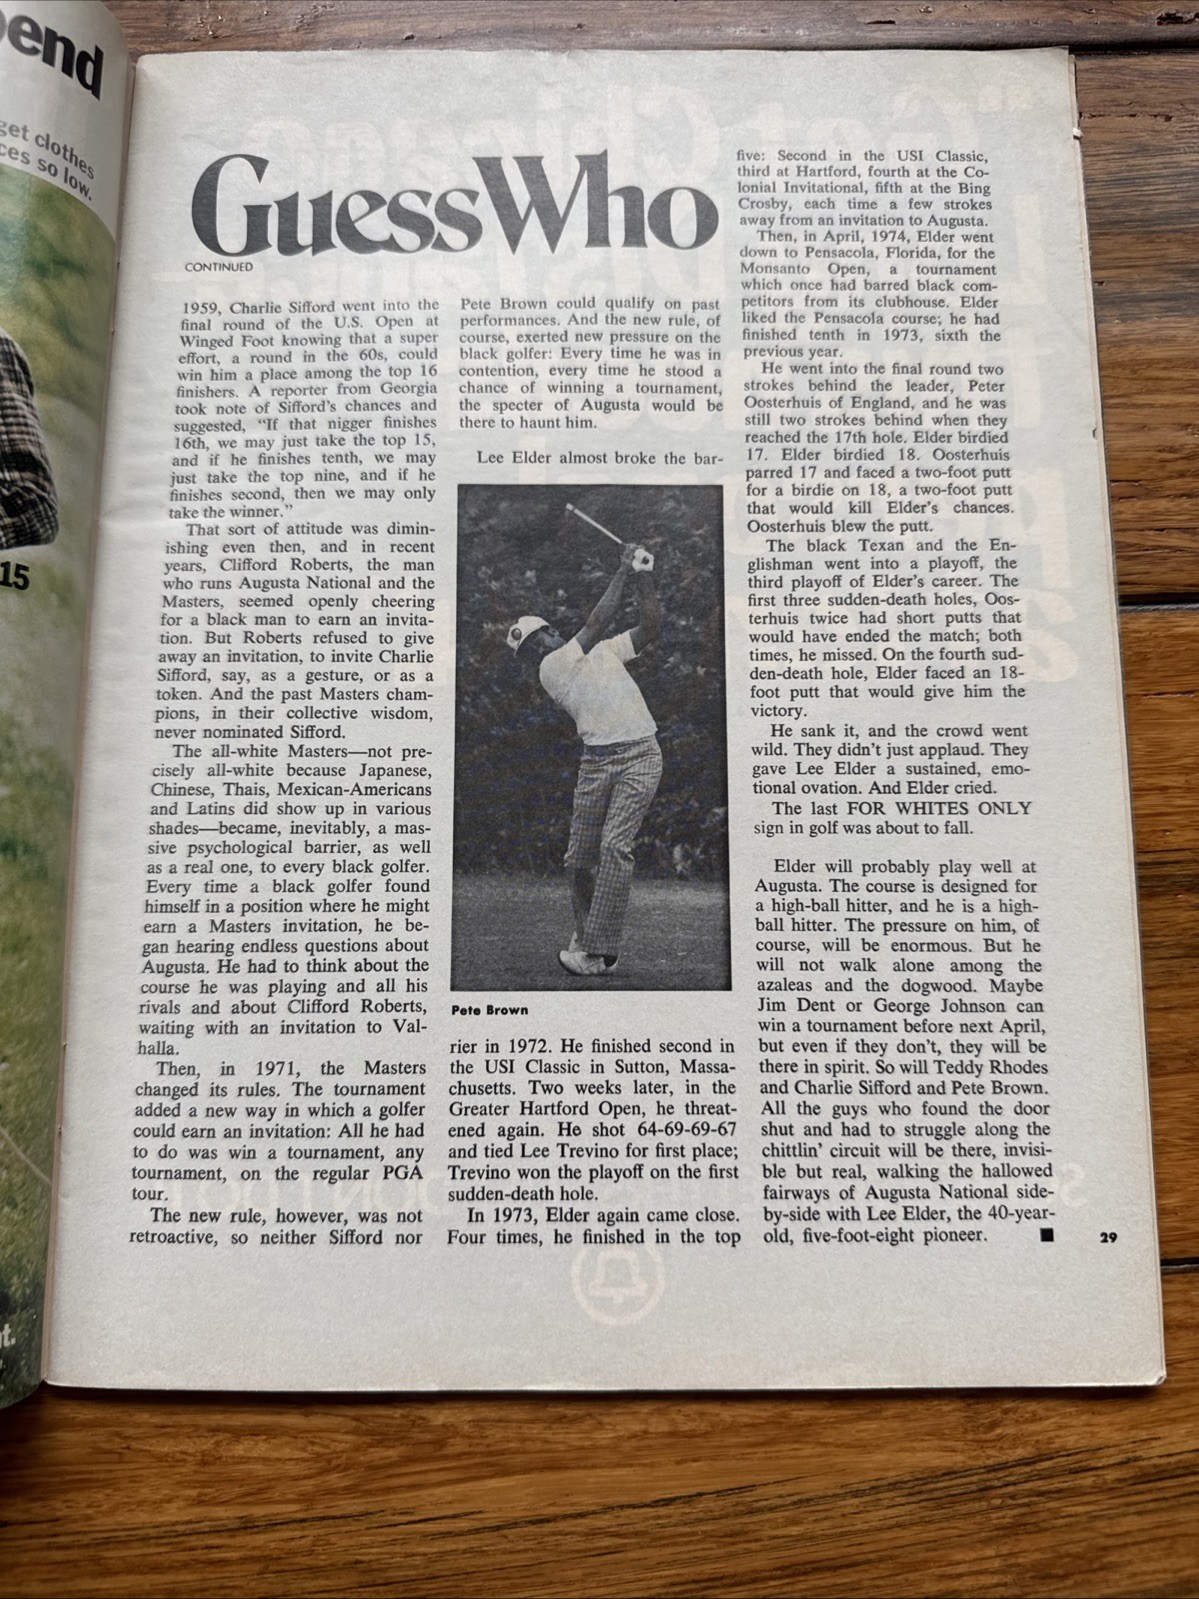 pend
get clothes
ces so low.
15
GuessWho
CONTINUED
1959, Charlie Sifford went into the
final round of the U.S. Open at
Winged Foot knowing that a super
effort, a round in the 60s, could
win him a place among the top 16
finishers. A reporter from Georgia
took note of Sifford's chances and
suggested, "If that nigger finishes
16th, we may just take the top 15,
and if he finishes tenth, we may
just take the top nine, and if he
finishes second, then we may only
take the winner."
That sort of attitude was dimin-
ishing even then, and in recent
years, Clifford Roberts, the man
who runs Augusta National and the
Masters, seemed openly cheering
for a black man to earn an invita-
tion. But Roberts refused to give
away an invitation, to invite Charlie
Sifford, say, as a gesture, or as a
token. And the past Masters cham-
pions, in their collective wisdom,
never nominated Sifford.
The all-white Masters—not pre-
cisely all-white because Japanese,
Chinese, Thais, Mexican-Americans
and Latins did show up in various
shades—became, inevitably, a mas-
sive psychological barrier, as well
as a real one, to every black golfer.
Every time a black golfer found
himself in a position where he might
earn a Masters invitation, he be-
gan hearing endless questions about
Augusta. He had to think about the
course he was playing and all his
rivals and about Clifford Roberts,
waiting with an invitation to Val-
halla.
Then, in 1971, the Masters
changed its rules. The tournament
added a new way in which a golfer
could earn an invitation: All he had
to do was win a tournament, any
tournament, on the regular PGA
tour.
The new rule, however, was not
retroactive, so neither Sifford nor
Pete Brown could qualify on past
performances. And the new rule, of
course, exerted new pressure on the
black golfer: Every time he was in
contention, every time he stood a
chance of winning a tournament,
the specter of Augusta would be
there to haunt him.
Lee Elder almost broke the bar-
Pete Brown
rier in 1972. He finished second in
the USI Classic in Sutton, Massa-
chusetts. Two weeks later, in the
Greater Hartford Open, he threat-
ened again. He shot 64-69-69-67
and tied Lee Trevino for first place;
Trevino won the playoff on the first
sudden-death hole.
In 1973, Elder again came close.
Four times, he finished in the top
five: Second in the USI Classic,
third at Hartford, fourth at the Co-
lonial Invitational, fifth at the Bing
Crosby, each time a few strokes
away from an invitation to Augusta.
Then, in April, 1974, Elder went
down to Pensacola, Florida, for the
Monsanto Open, a tournament
which once had barred black com-
petitors from its clubhouse. Elder
liked the Pensacola course; he had
finished tenth in 1973, sixth the
previous year.
He went into the final round two
strokes behind the leader, Peter
Oosterhuis of England, and he was
still two strokes behind when they
reached the 17th hole. Elder birdied
17. Elder birdied 18. Oosterhuis
parred 17 and faced a two-foot putt
for a birdie on 18, a two-foot putt
that would kill Elder's chances.
Oosterhuis blew the putt.
The black Texan and the En-
glishman went into a playoff, the
third playoff of Elder's career. The
first three sudden-death holes, Oos-
terhuis twice had short putts that
would have ended the match; both
times, he missed. On the fourth sud-
den-death hole, Elder faced an 18-
foot putt that would give him the
victory.
He sank it, and the crowd went
wild. They didn't just applaud. They
gave Lee Elder a sustained, emo-
tional ovation. And Elder cried.
The last FOR WHITES ONLY
sign in golf was about to fall.
Elder will probably play well at
Augusta. The course is designed for
a high-ball hitter, and he is a high-
ball hitter. The pressure on him, of
course, will be enormous. But he
will not walk alone among the
azaleas and the dogwood. Maybe
Jim Dent or George Johnson can
win a tournament before next April,
but even if they don't, they will be
there in spirit. So will Teddy Rhodes
and Charlie Sifford and Pete Brown.
All the guys who found the door
shut and had to struggle along the
chittlin' circuit will be there, invisi-
ble but real, walking the hallowed
fairways of Augusta National side-
by-side with Lee Elder, the 40-year-
old, five-foot-eight pioneer. ■
29